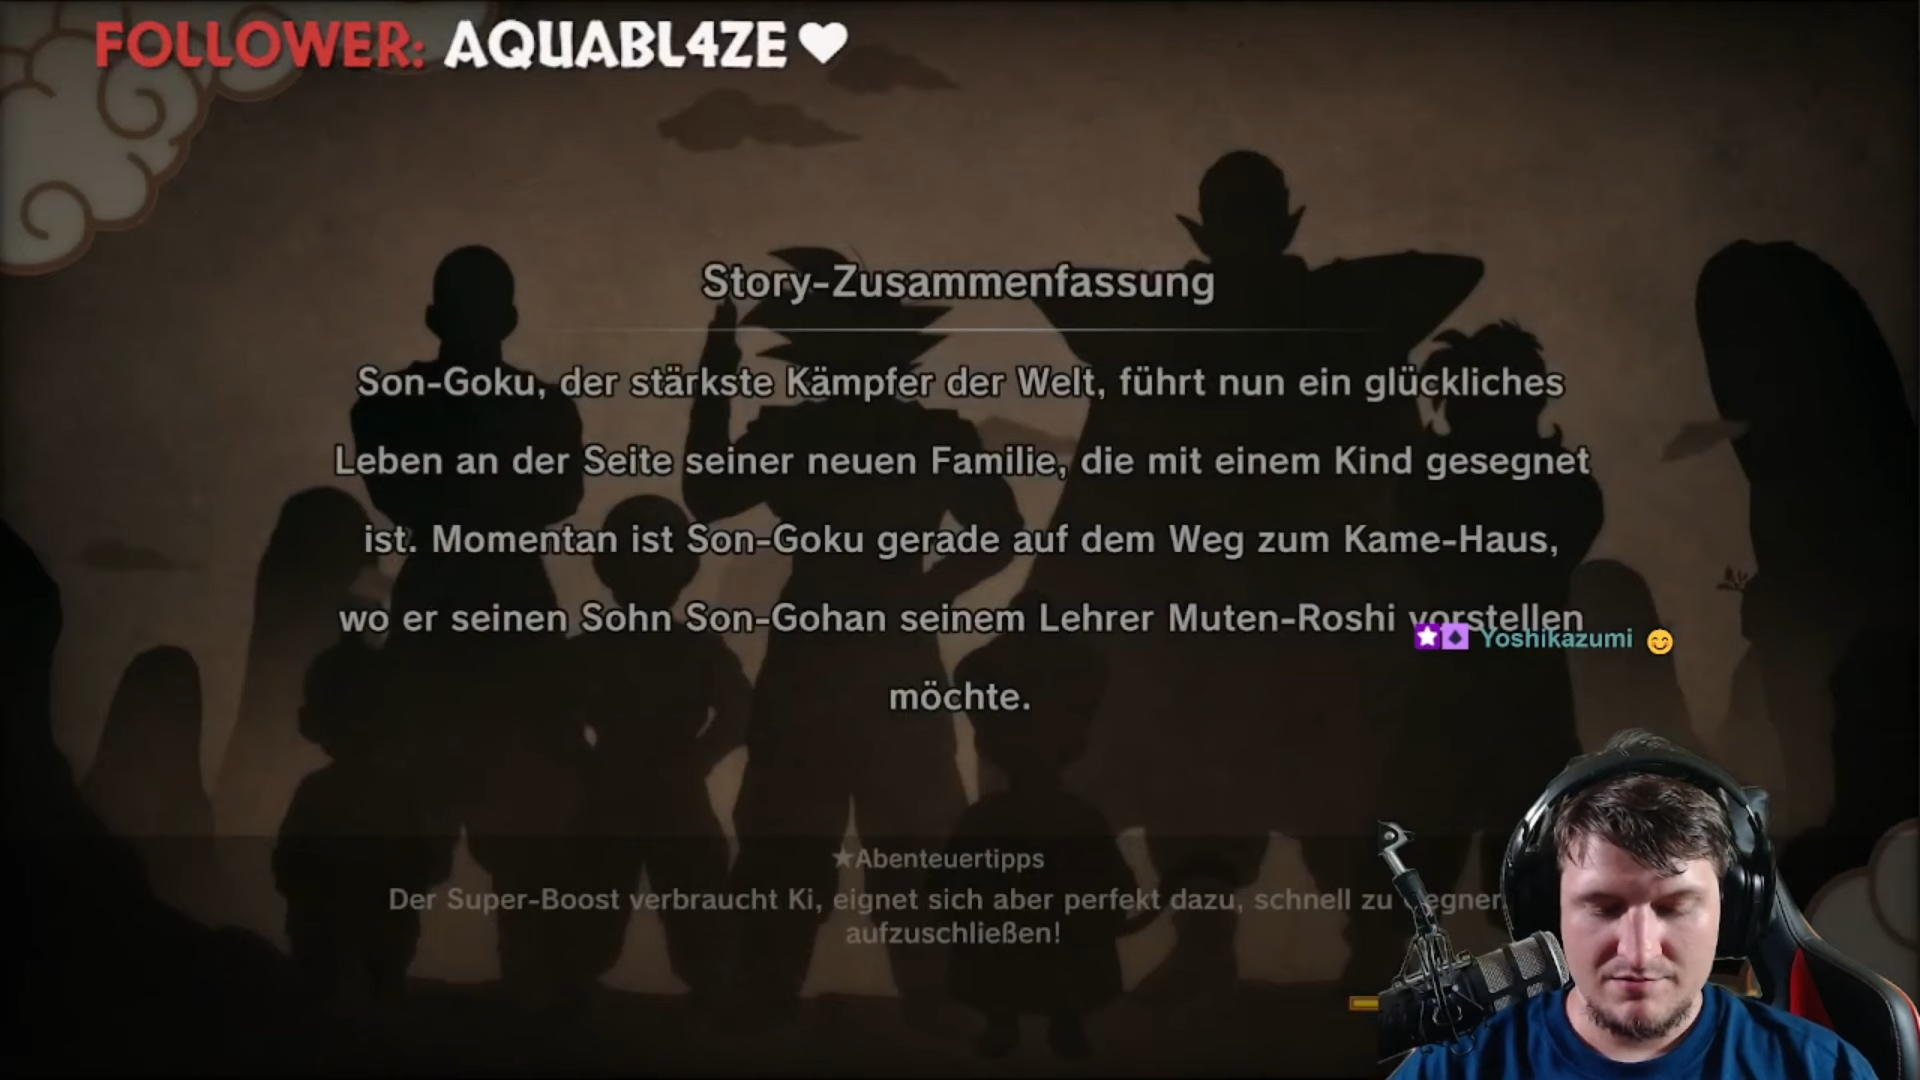 FOLLOWER: AQUABL4ZE
Story-Zusammenfassung
Son-Goku, der stärkste Kämpfer der Welt, führt nun ein glückliches
Leben an der Seite seiner neuen Familie, die mit einem Kind gesegnet
ist. Momentan ist Son-Goku gerade auf dem Weg zum Kame-Haus,
wo er seinen Sohn Son-Gohan seinem Lehrer Muten-Roshi vorstellen
Yoshikazumi 😊
möchte.
★Abenteuertipps
Der Super-Boost verbraucht Ki, eignet sich aber perfekt dazu, schnell zu
aufzuschließen!